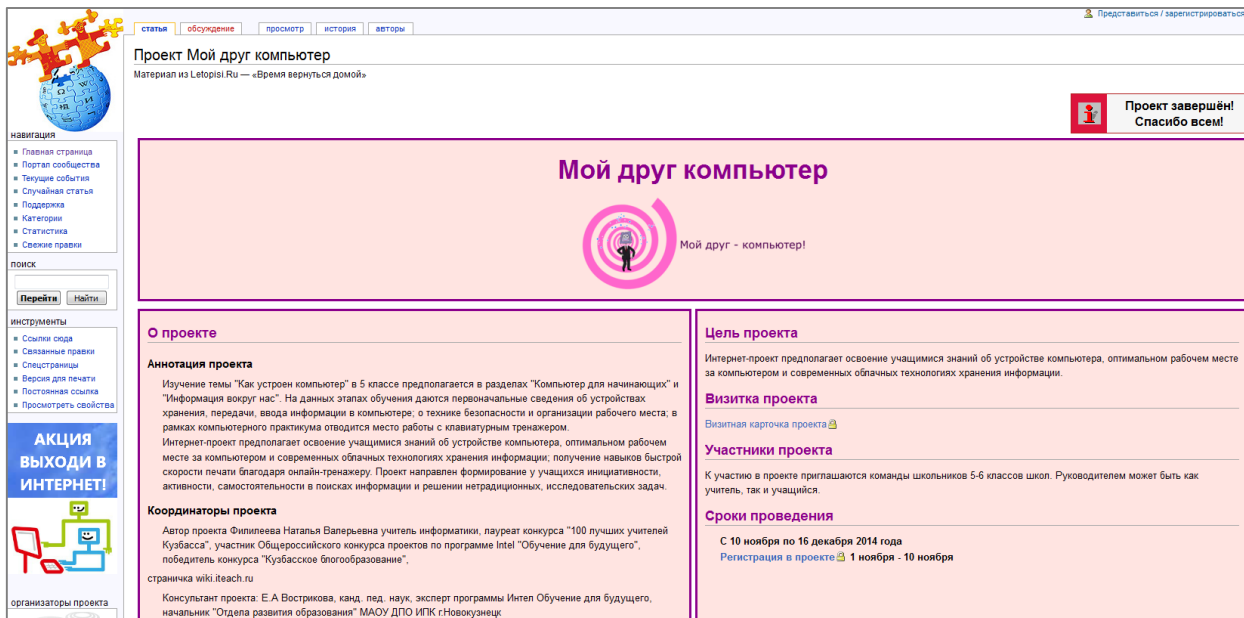 Представиться / зарегистрироваться
статья
обсуждение
просмотр
история
авторы
Проект Мой друг компьютер
Материал из Letopisi.Ru — «Время вернуться домой»
Проект завершён!
Спасибо всем!
навигация
Главная страница
Портал сообщества
Текущие события
Случайная статья
Поддержка
Категории
Статистика
Свежие правки
поиск
Перейти
Найти
инструменты
Ссылки сюда
Связанные правки
Спецстраницы
Версия для печати
Постоянная ссылка
Просмотреть свойства
АКЦИЯ
ВЫХОДИ В
ИНТЕРНЕТ!
организаторы проекта
Мой друг компьютер
Мой друг - компьютер!
О проекте
Аннотация проекта
Изучение темы "Как устроен компьютер" в 5 классе предполагается в разделах "Компьютер для начинающих" и
"Информация вокруг нас". На данных этапах обучения даются первоначальные сведения об устройствах
хранения, передачи, ввода информации в компьютере; о технике безопасности и организации рабочего места; в
рамках компьютерного практикума отводится место работы с клавиатурным тренажером.
Интернет-проект предполагает освоение учащимися знаний об устройстве компьютера, оптимальном рабочем
месте за компьютером и современных облачных технологиях хранения информации; получение навыков быстрой
скорости печати благодаря онлайн-тренажеру. Проект направлен формирование у учащихся инициативности,
активности, самостоятельности в поисках информации и решении нетрадиционных, исследовательских задач.
Координаторы проекта
Автор проекта Филилеева Наталья Валерьевна учитель информатики, лауреат конкурса "100 лучших учителей
Кузбасса", участник Общероссийского конкурса проектов по программе Intel "Обучение для будущего",
победитель конкурса "Кузбасское блогообразование",
страничка wiki.iteach.ru
Консультант проекта: Е.А Вострикова, канд. пед. наук, эксперт программы Интел Обучение для будущего,
начальник "Отдела развития образования" МАОУ ДПО ИПК г.Новокузнецк
Цель проекта
Интернет-проект предполагает освоение учащимися знаний об устройстве компьютера, оптимальном рабочем месте
за компьютером и современных облачных технологиях хранения информации.
Визитка проекта
Визитная карточка проекта
Участники проекта
К участию в проекте приглашаются команды школьников 5-6 классов школ. Руководителем может быть как
учитель, так и учащийся.
Сроки проведения
С 10 ноября по 16 декабря 2014 года
Регистрация в проекте 1 ноября - 10 ноября